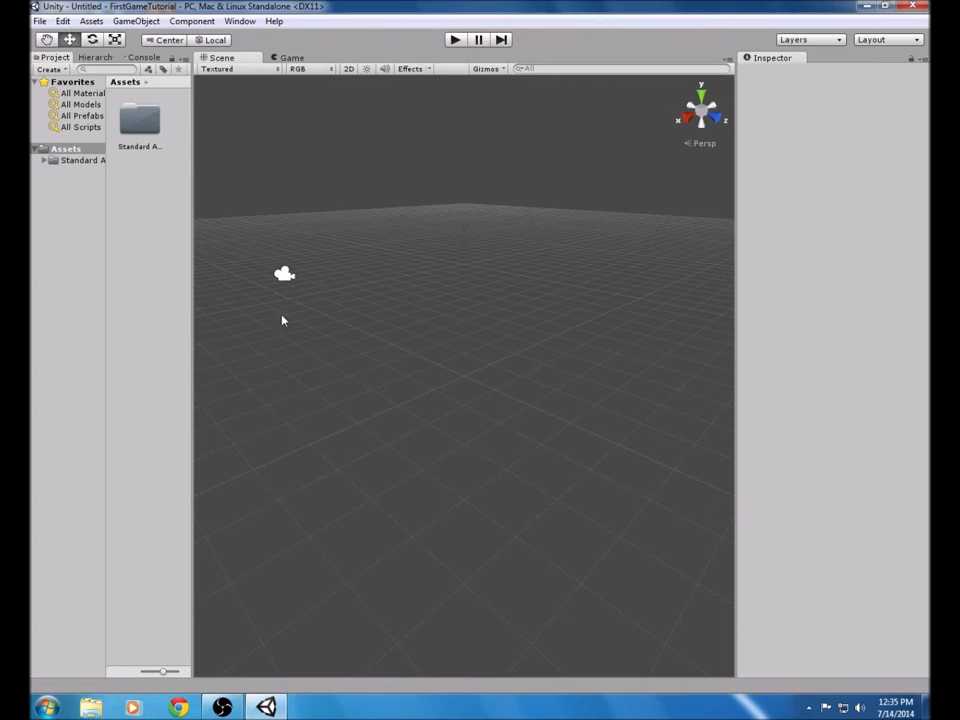 Unity - Untitled - FirstGameTutorial - PC, Mac & Linux Standalone <DX11>
File Edit Assets GameObject Component Window Help
Center Local Layers Layout
Project Hierarch Console Scene Game Inspector
Create Textured RGB 2D Effects Gizmos All
Favorites Assets
All Material
All Models
All Prefabs
All Scripts
Assets Standard A...
Standard A
y
x z
Persp
12:35 PM
7/14/2014